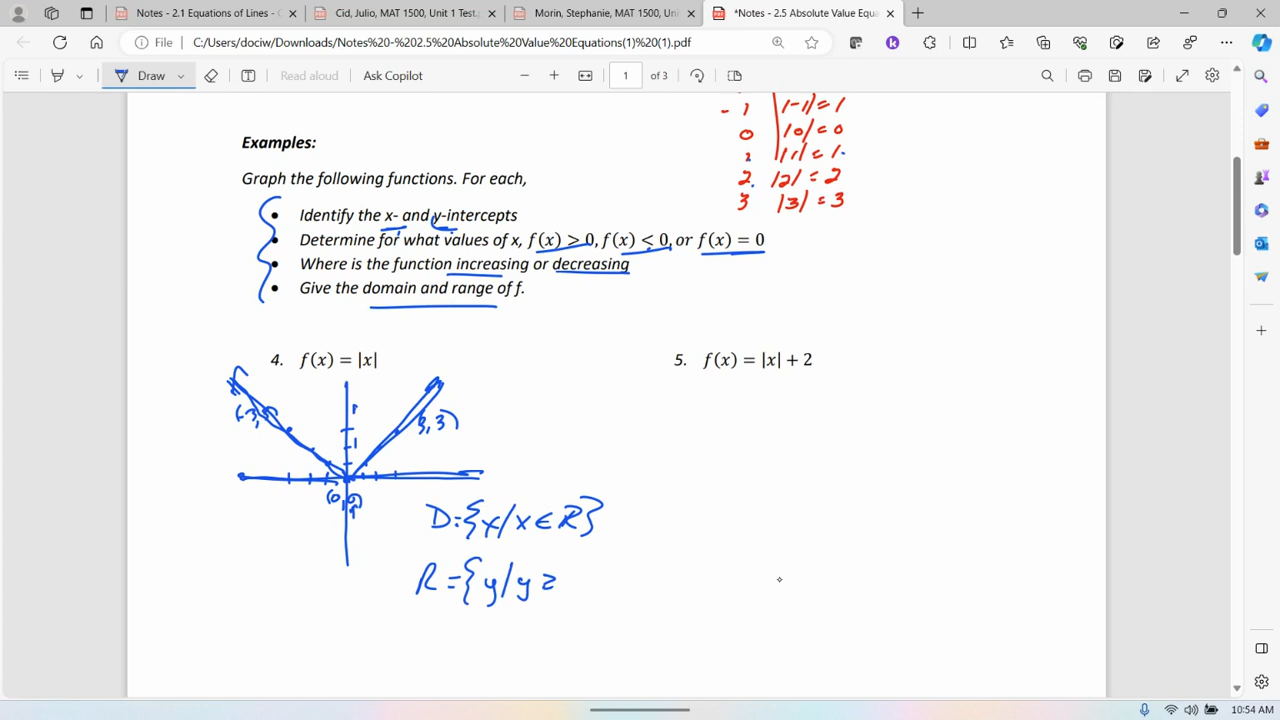 Notes - 2.1 Equations of Lines - C
Cid, Julio, MAT 1500, Unit 1 Test.p
Morin, Stephanie, MAT 1500, Uni
*Notes - 2.5 Absolute Value Equa
File C:/Users/dociw/Downloads/Notes%20-%202.5%20Absolute%20Value%20Equations(1)%20(1).pdf
Draw Read aloud Ask Copilot 1 of 3
-1 |-1| = 1
0 |0| = 0
1 |1| = 1
2 |2| = 2
3 |3| = 3
Examples:
Graph the following functions. For each,
• Identify the x- and y-intercepts
• Determine for what values of x, f(x) > 0, f(x) < 0, or f(x) = 0
• Where is the function increasing or decreasing
• Give the domain and range of f.
4. f(x) = |x|
5. f(x) = |x| + 2
(3,3)
1
(0,0)
D={x/x∈R}
R={y/y≥
10:54 AM